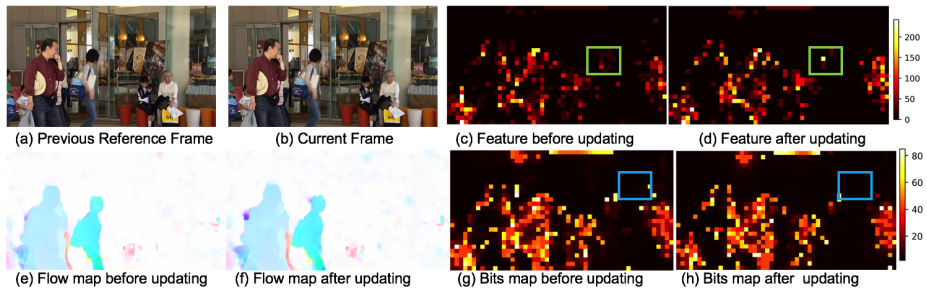 (a) Previous Reference Frame
(b) Current Frame
(c) Feature before updating
(d) Feature after updating
200
150
100
50
0
(e) Flow map before updating
(f) Flow map after updating
(g) Bits map before updating
(h) Bits map after  updating
80
60
40
20